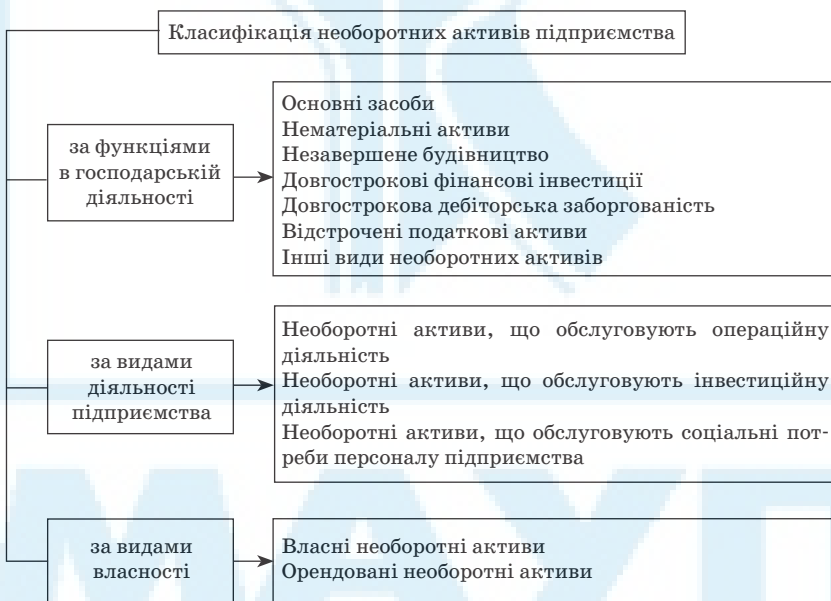 Класифікація необоротних активів підприємства
за функціями
в господарській
діяльності
Основні засоби
Нематеріальні активи
Незавершене будівництво
Довгострокові фінансові інвестиції
Довгострокова дебіторська заборгованість
Відстрочені податкові активи
Інші види необоротних активів
за видами
діяльності
підприємства
Необоротні активи, що обслуговують операційну
діяльність
Необоротні активи, що обслуговують інвестиційну
діяльність
Необоротні активи, що обслуговують соціальні пот-
реби персоналу підприємства
за видами
власності
Власні необоротні активи
Орендовані необоротні активи
МАУП